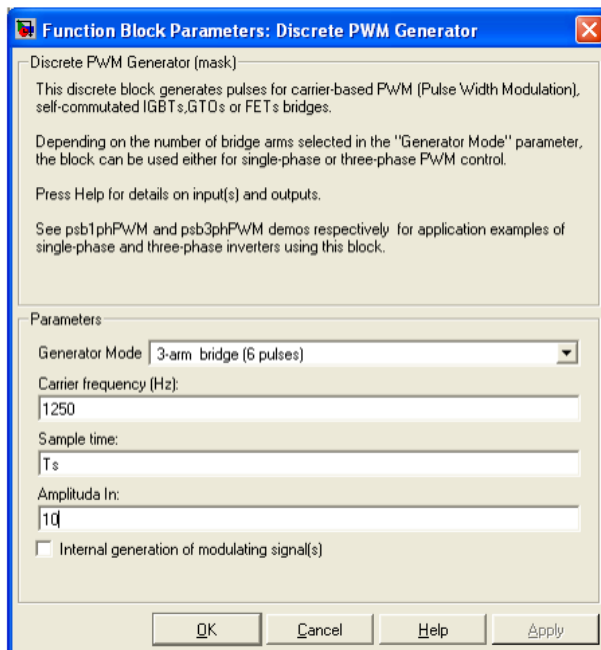 Function Block Parameters: Discrete PWM Generator
Discrete PWM Generator (mask)
This discrete block generates pulses for carrier-based PWM (Pulse Width Modulation),
self-commutated IGBTs,GTOs or FETs bridges.
Depending on the number of bridge arms selected in the "Generator Mode" parameter,
the block can be used either for single-phase or three-phase PWM control.
Press Help for details on input(s) and outputs.
See psb1phPWM and psb3phPWM demos respectively for application examples of
single-phase and three-phase inverters using this block.
Parameters
Generator Mode 3-arm bridge (6 pulses)
Carrier frequency (Hz):
1250
Sample time:
Ts
Amplituda In:
10
Internal generation of modulating signal(s)
OK Cancel Help Apply